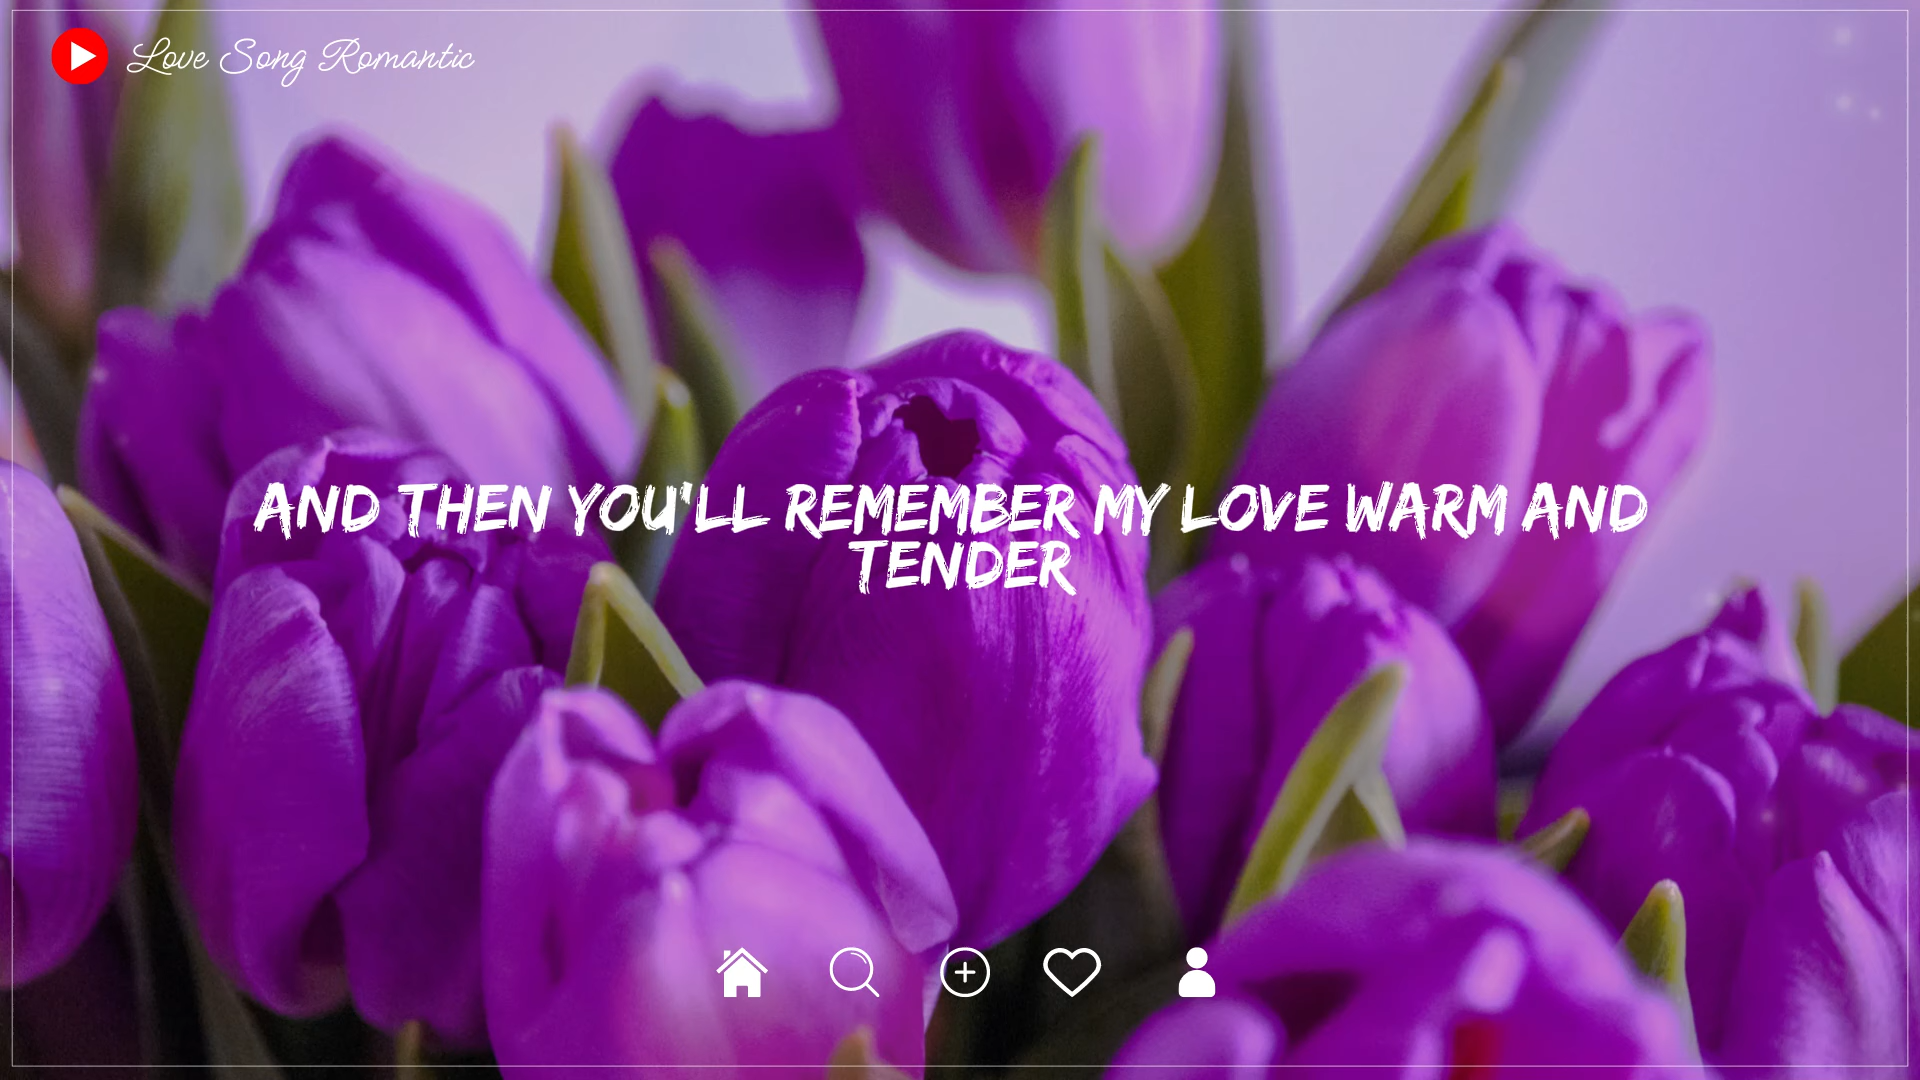 Love Song Romantic
AND THEN YOU'LL REMEMBER MY LOVE WARM AND
TENDER